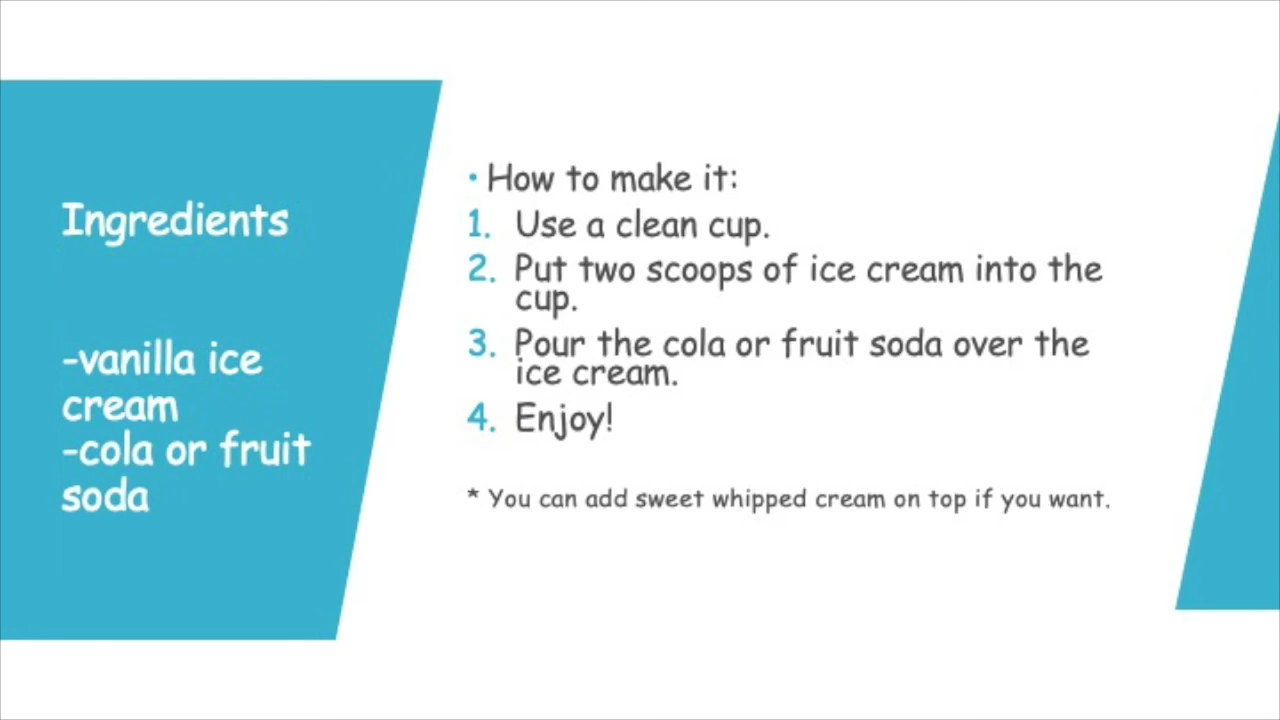 Ingredients
-vanilla ice
cream
-cola or fruit
soda
• How to make it:
1. Use a clean cup.
2. Put two scoops of ice cream into the
cup.
3. Pour the cola or fruit soda over the
ice cream.
4. Enjoy!
* You can add sweet whipped cream on top if you want.